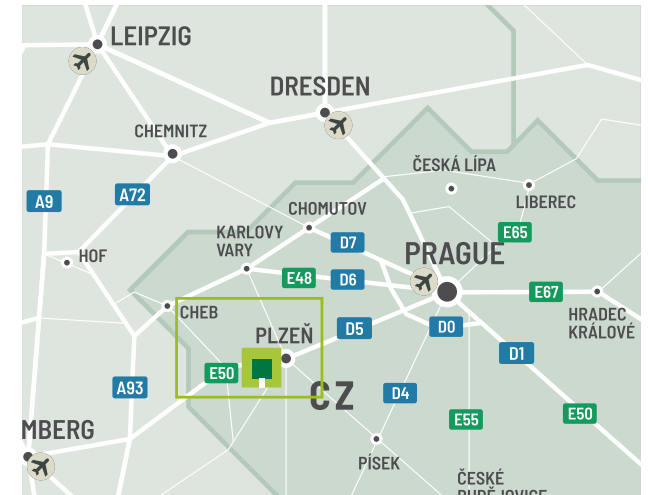 LEIPZIG
DRESDEN
CHEMNITZ
ČESKÁ LÍPA
A72
A9
LIBEREC
CHOMUTOV
KARLOVY
VARY
E65
D7
PRAGUE
HOF
E48
D6
E67
CHEB
HRADEC
KRÁLOVÉ
PLZEŇ
D5
D0
D1
E50
A93
CZ
D4
E50
E55
MBERG
PÍSEK
ČESKÉ
BUDĚJOVICE